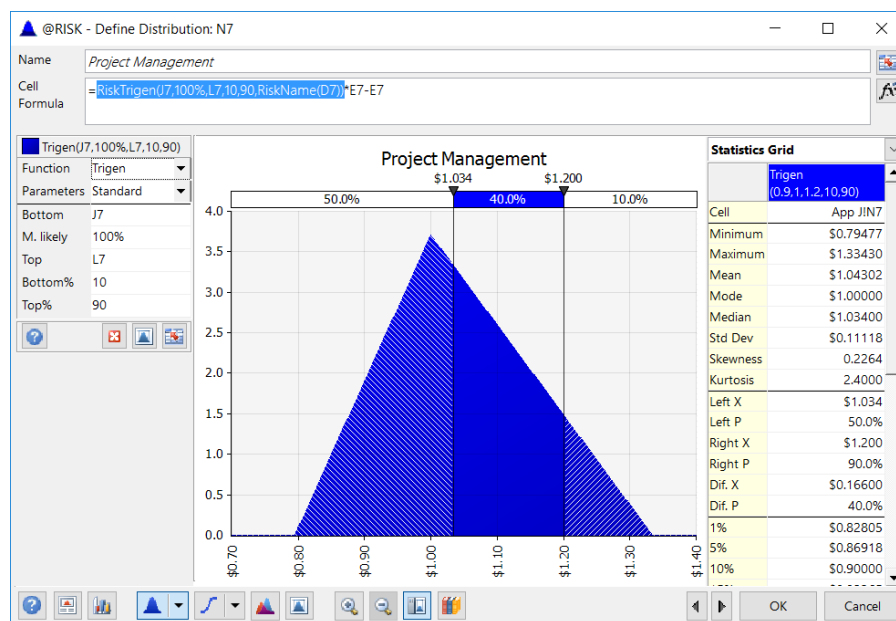 @RISK - Define Distribution: N7
Name Project Management
Cell Formula =RiskTrigen(J7,100%,L7,10,90,RiskName(D7))*E7-E7
Trigen(J7,100%,L7,10,90)
Function Trigen
Parameters Standard
Bottom J7
M. likely 100%
Top L7
Bottom% 10
Top% 90
Project Management
$1.034 $1.200
50.0% 40.0% 10.0%
4.0
3.5
3.0
2.5
2.0
1.5
1.0
0.5
0.0
$0.70 $0.80 $0.90 $1.00 $1.10 $1.20 $1.30 $1.40
Statistics Grid
Trigen
(0.9,1,1.2,10,90)
Cell App J!N7
Minimum $0.79477
Maximum $1.33430
Mean $1.04302
Mode $1.00000
Median $1.03400
Std Dev $0.11118
Skewness 0.2264
Kurtosis 2.4000
Left X $1.034
Left P 50.0%
Right X $1.200
Right P 90.0%
Dif. X $0.16600
Dif. P 40.0%
1% $0.82805
5% $0.86918
10% $0.90000
OK Cancel